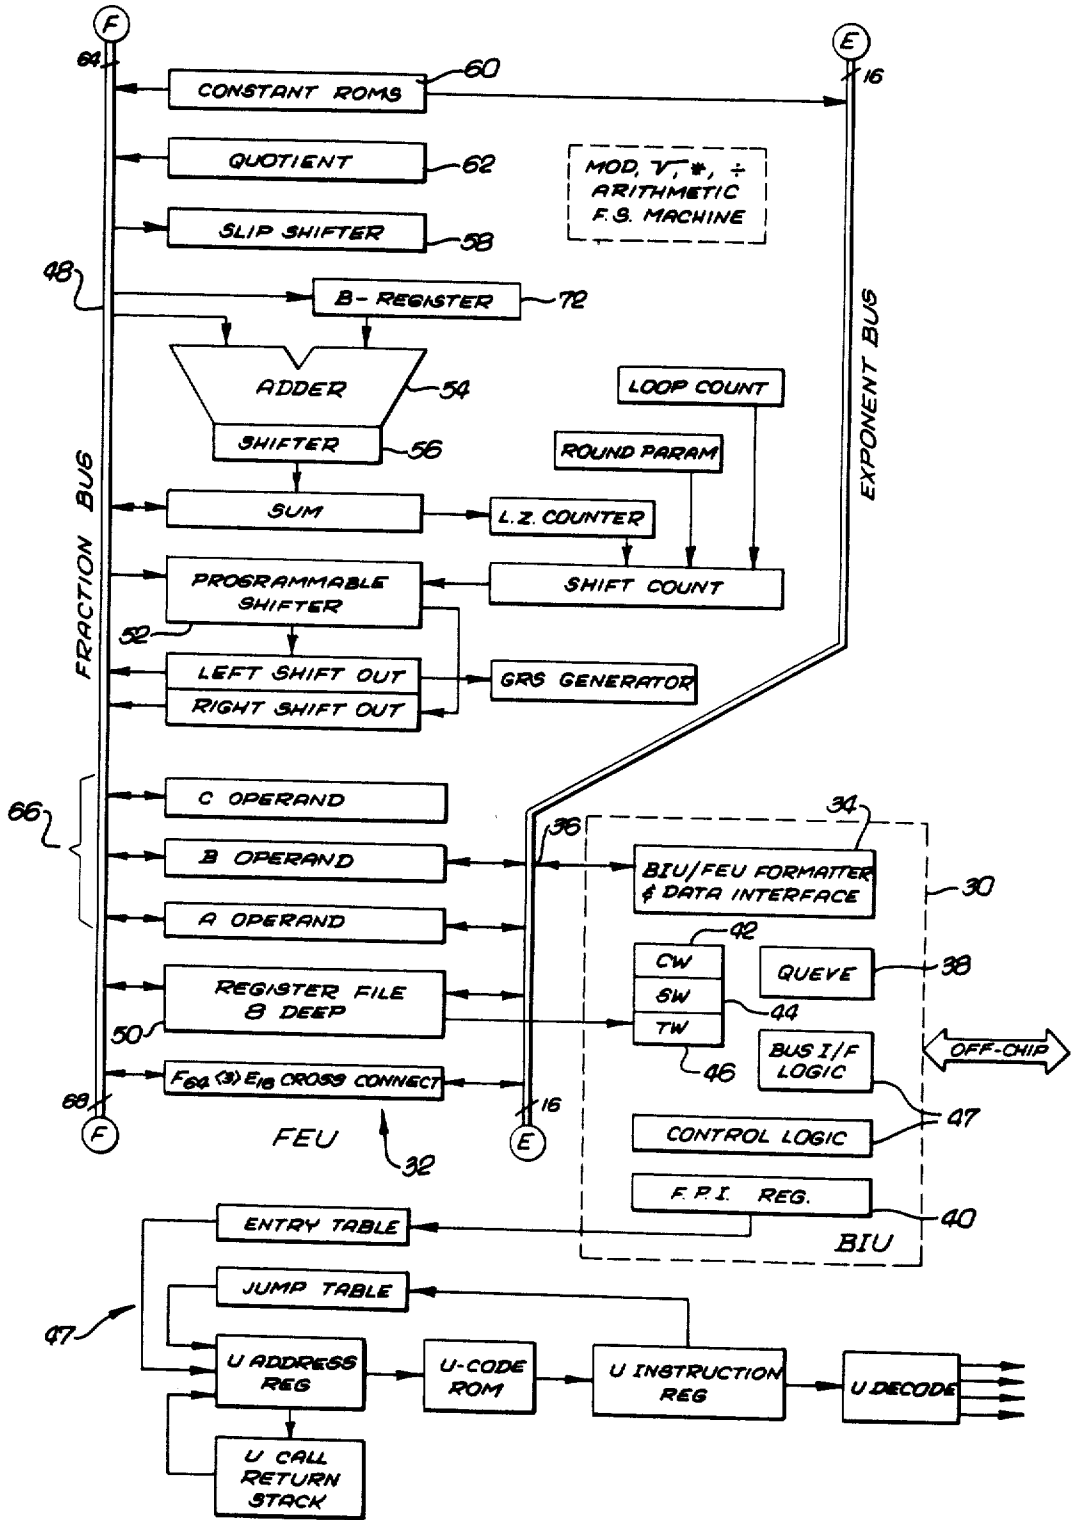 F
E
64
16
60
CONSTANT ROMS
QUOTIENT
62
MOD, √, *, ÷
ARITHMETIC
F.S. MACHINE
SLIP SHIFTER
58
48
B-REGISTER
72
ADDER
54
LOOP COUNT
EXPONENT BUS
SHIFTER
56
ROUND PARAM
FRACTION BUS
SUM
L.Z. COUNTER
PROGRAMMABLE
SHIFTER
SHIFT COUNT
52
LEFT SHIFT OUT
GRS GENERATOR
RIGHT SHIFT OUT
C OPERAND
66
36
34
B OPERAND
BIU/FEU FORMATTER
& DATA INTERFACE
30
A OPERAND
42
CW
QUEVE
38
REGISTER FILE
& DEEP
SW
44
50
TW
46
BUS I/F
LOGIC
OFF-CHIP
F64 <3> E16 CROSS CONNECT
68
16
47
F
FEU
32
E
CONTROL LOGIC
F.P.I. REG.
40
ENTRY TABLE
BIU
JUMP TABLE
47
U ADDRESS
REG
U-CODE
ROM
U INSTRUCTION
REG
U DECODE
U CALL
RETURN
STACK